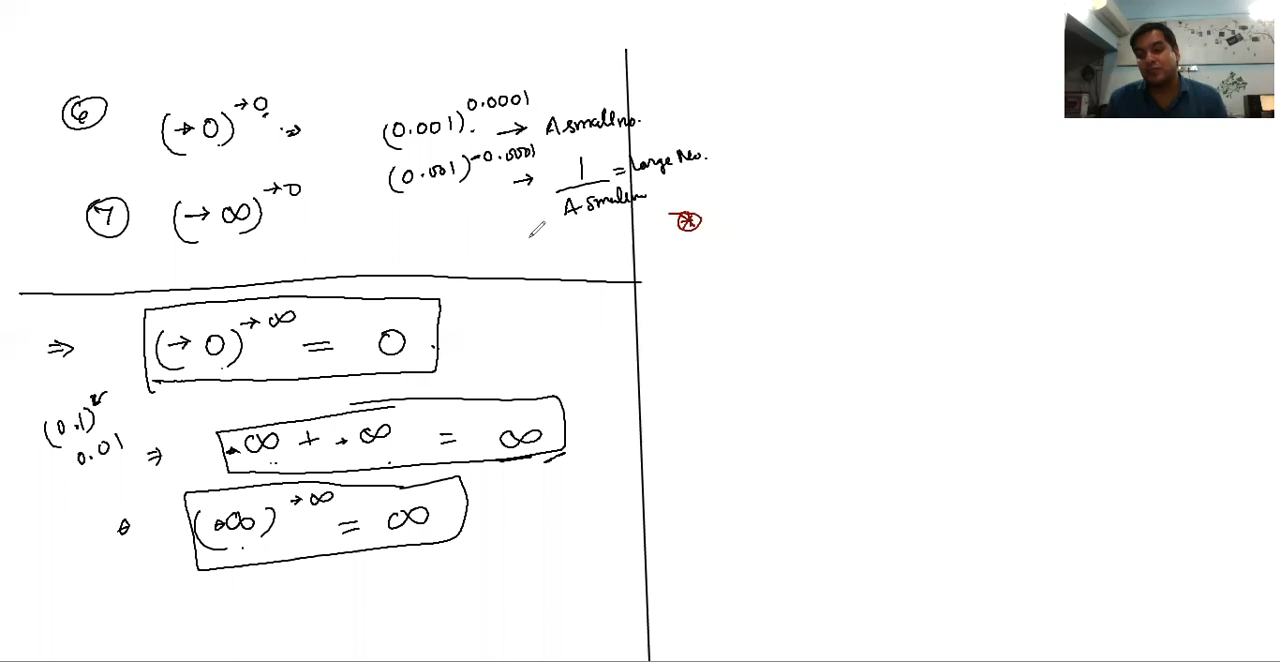 ⑥ (→0)^→0 ⇒ (0.001)^0.0001 → A small no.
(0.001)^-0.0001 → 1/A small = Large No.
⑦ (→∞)^→0
⇒ (→0)^→∞ = 0
(0.1)^2
0.01
⇒ →∞ + →∞ = ∞
(→∞)^→∞ = ∞